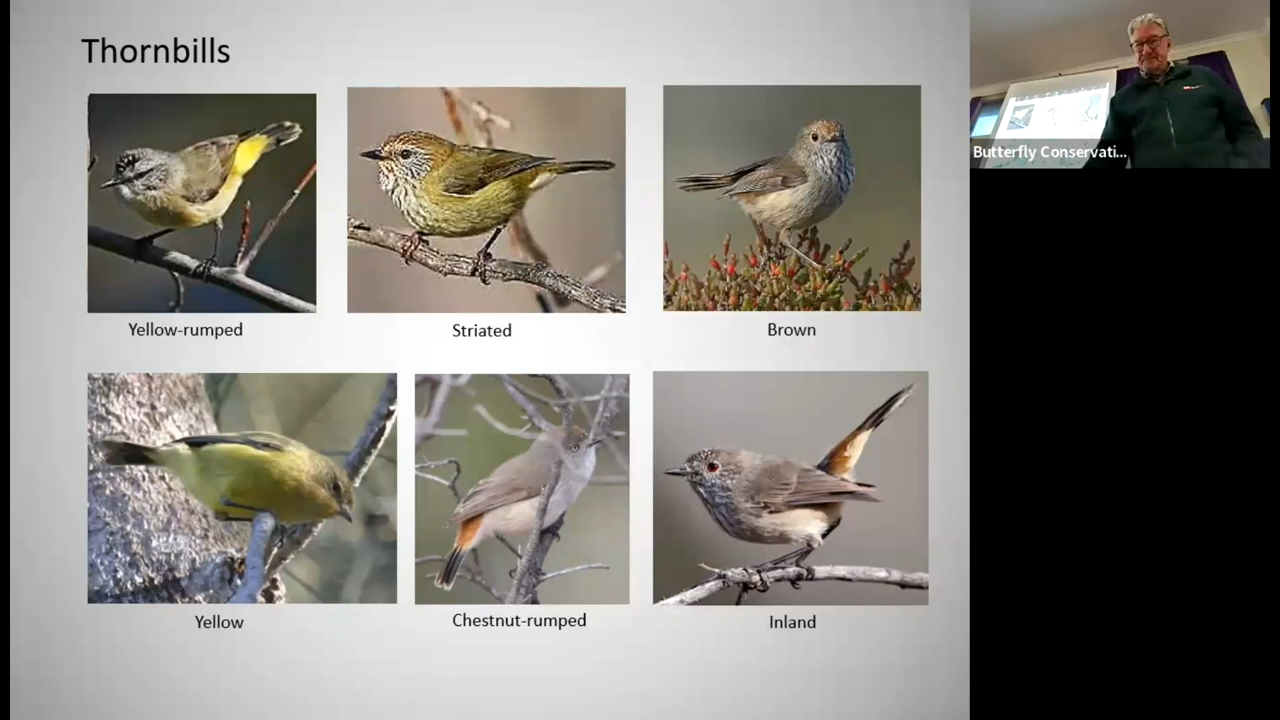 Thornbills
Butterfly Conservati...
Yellow-rumped
Striated
Brown
Yellow
Chestnut-rumped
Inland